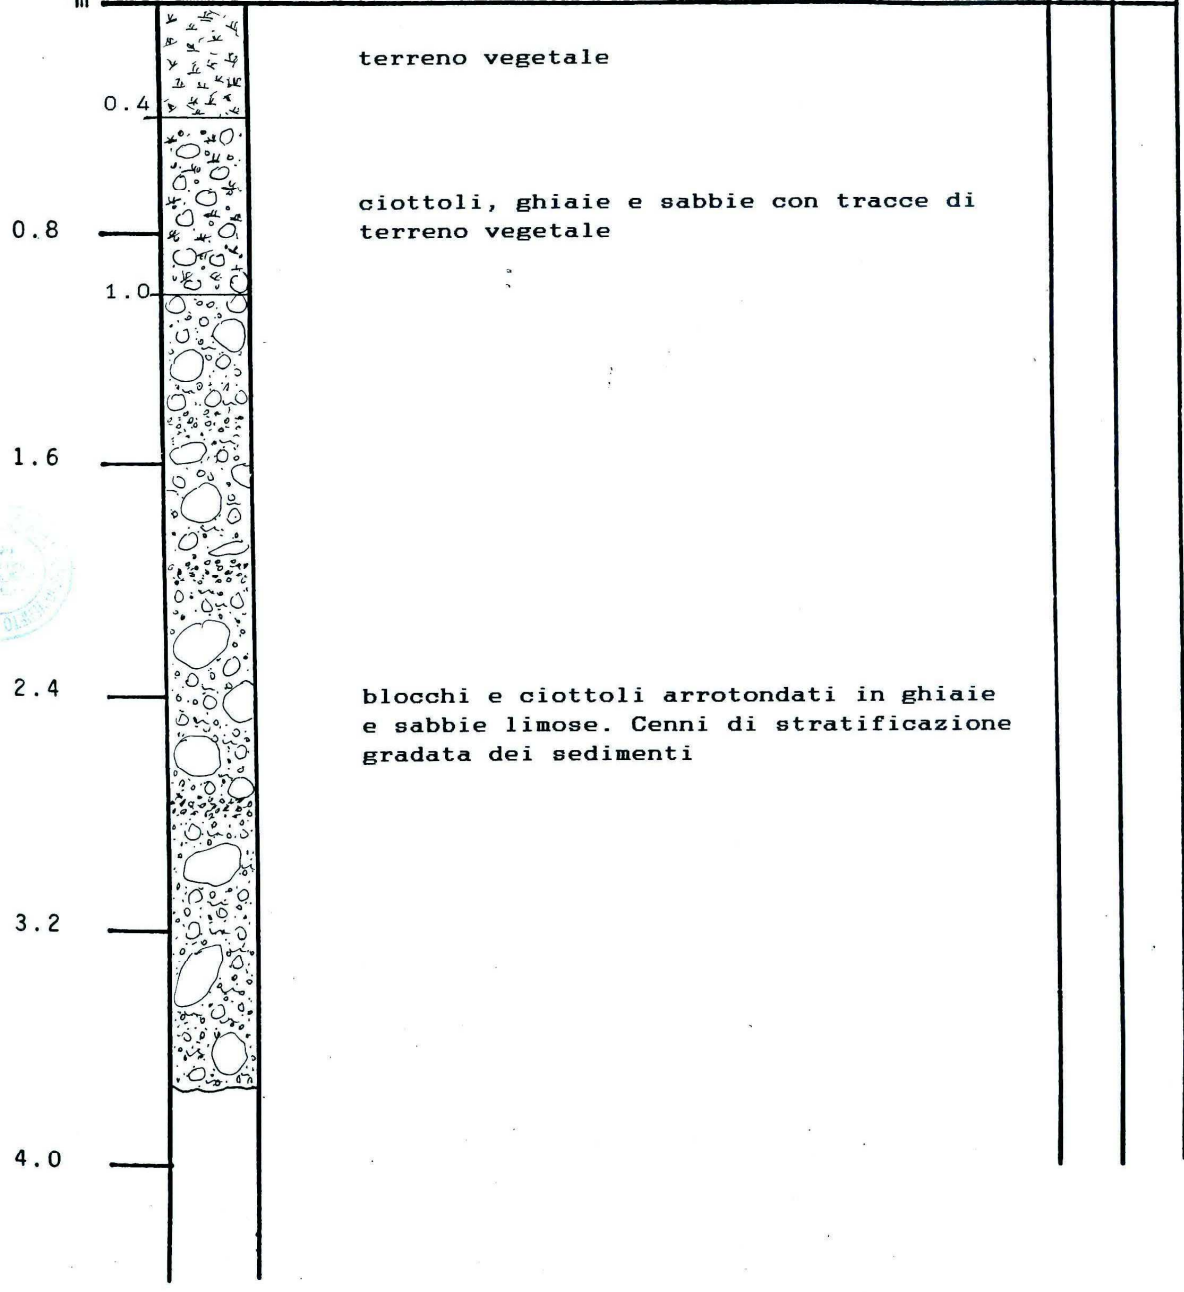 m
terreno vegetale
0.4
ciottoli, ghiaie e sabbie con tracce di
terreno vegetale
0.8
1.0
1.6
2.4
blocchi e ciottoli arrotondati in ghiaie
e sabbie limose. Cenni di stratificazione
gradata dei sedimenti
3.2
4.0